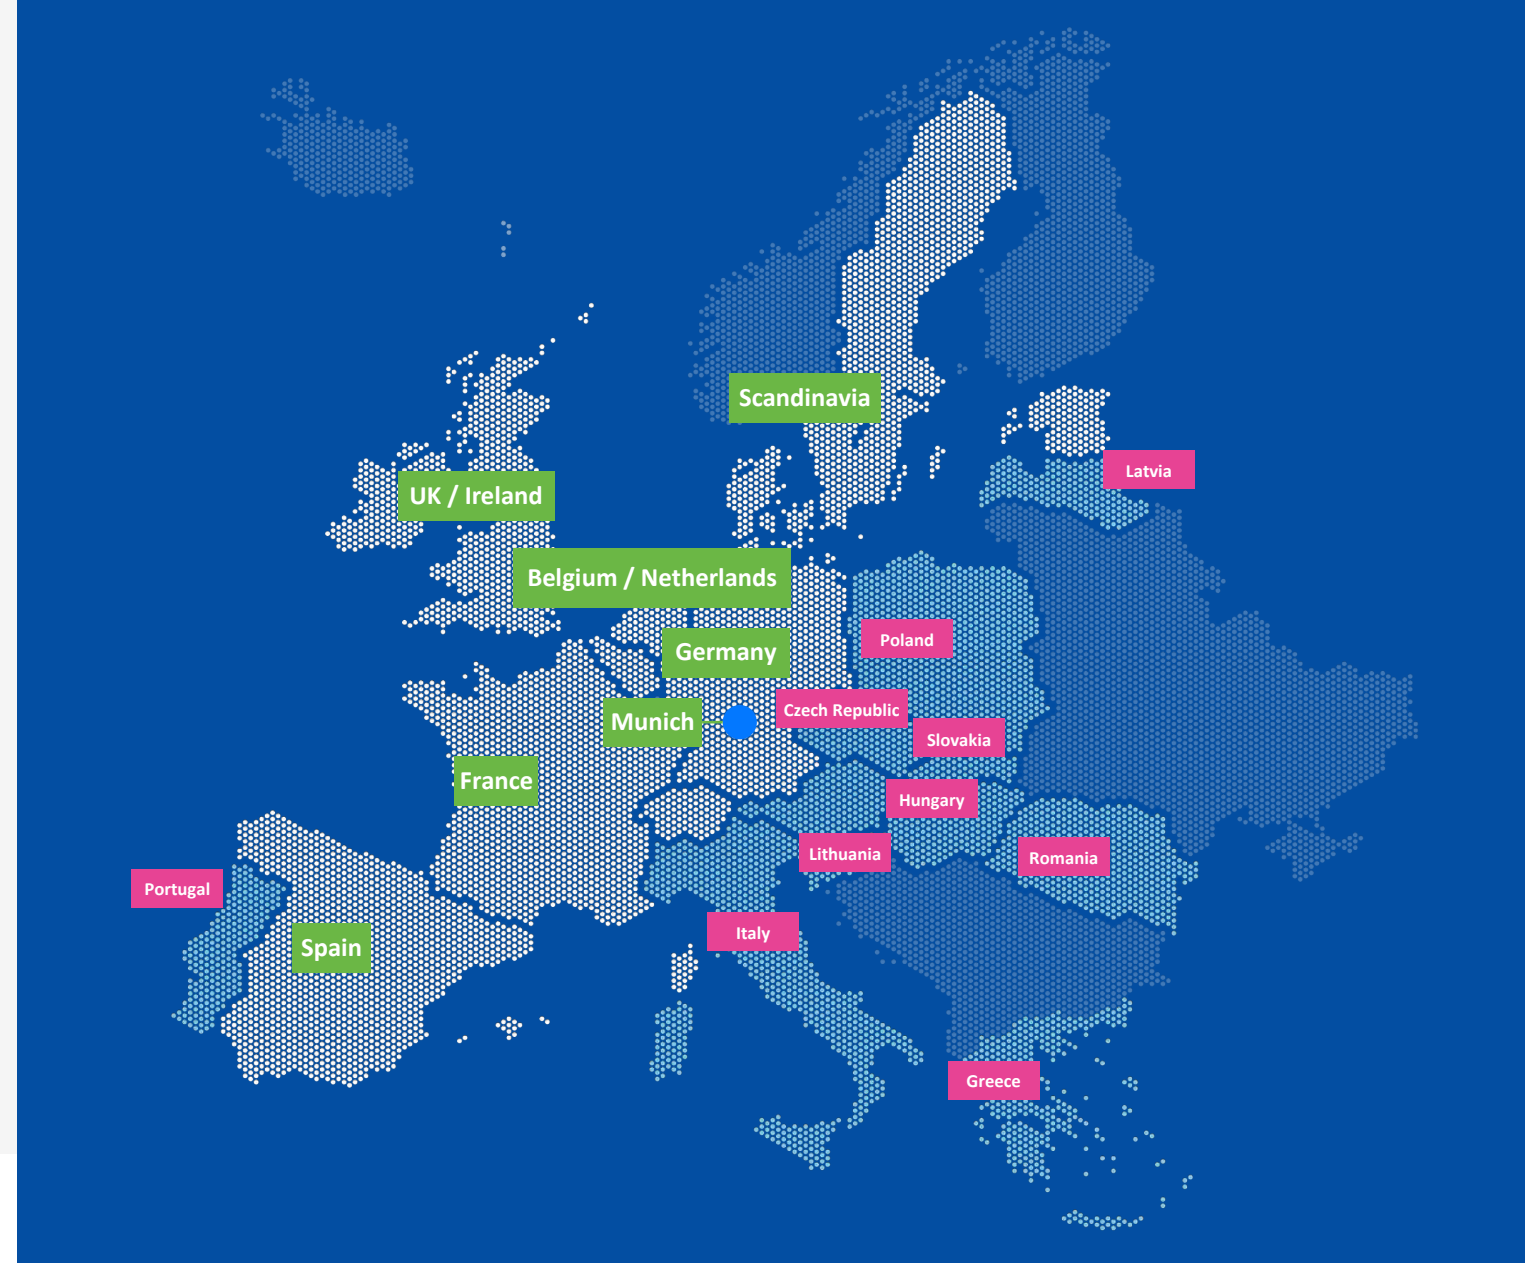 Scandinavia
Latvia
UK / Ireland
Belgium / Netherlands
Poland
Germany
Czech Republic
Munich
Slovakia
France
Hungary
Lithuania
Romania
Portugal
Italy
Spain
Greece